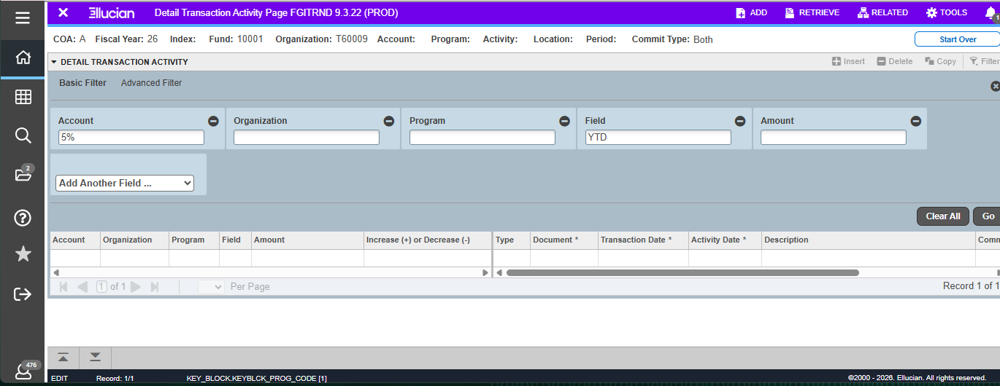 Ellucian Detail Transaction Activity Page FGITRND 9.3.22 (PROD) ADD RETRIEVE RELATED TOOLS 1
COA: A Fiscal Year: 26 Index: Fund: 10001 Organization: T60009 Account: Program: Activity: Location: Period: Commit Type: Both Start Over
DETAIL TRANSACTION ACTIVITY Insert Delete Copy Filter
Basic Filter Advanced Filter
Account Organization Program Field Amount
5% YTD
2
Add Another Field ...
Clear All Go
Account Organization Program Field Amount Increase (+) or Decrease (-) Type Document * Transaction Date * Activity Date * Description Comm
1 of 1 Per Page Record 1 of 1
476
EDIT Record: 1/1 KEY_BLOCK.KEYBLCK_PROG_CODE [1] ©2000 - 2026. Ellucian. All rights reserved.